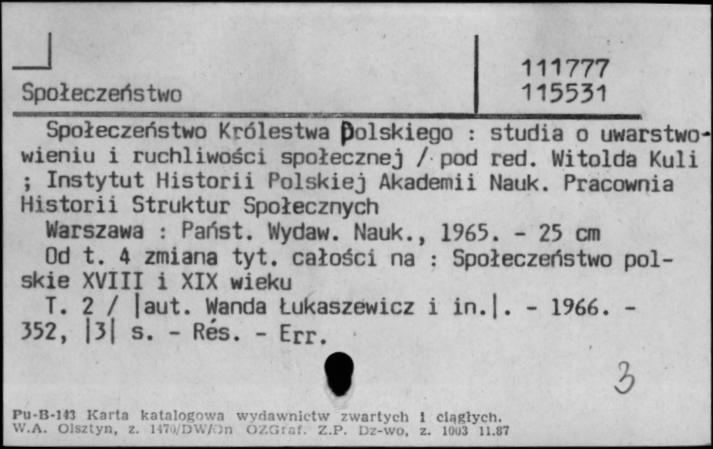 111777
Społeczeństwo 115531
Społeczeństwo Królestwa Polskiego : studia o uwarstwo-
wieniu i ruchliwości społecznej / pod red. Witolda Kuli
; Instytut Historii Polskiej Akademii Nauk. Pracownia
Historii Struktur Społecznych
Warszawa : Państ. Wydaw. Nauk., 1965. - 25 cm
Od t. 4 zmiana tyt. całości na : Społeczeństwo pol-
skie XVIII i XIX wieku
T. 2 / |aut. Wanda Łukaszewicz i in.|. - 1966. -
352, |3| s. - Rés. - Err.
3
Pu-B-143 Karta katalogowa wydawnictw zwartych i ciągłych.
W.A. Olsztyn, z. 1470/DW/On OZGraf. Z.P. Dz-wo, z. 1003 11.87